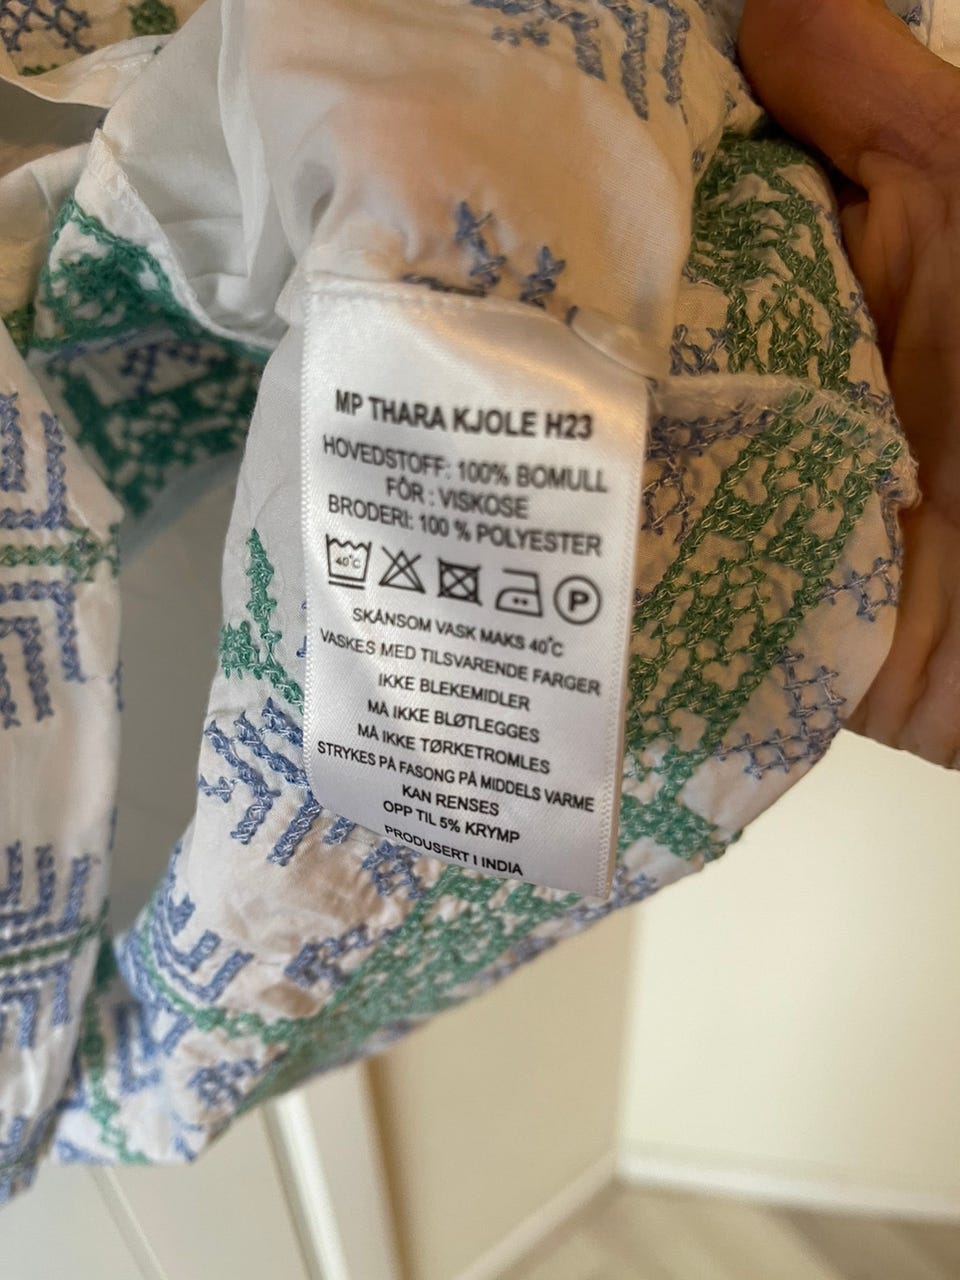 MP THARA KJOLE H23
HOVEDSTOFF: 100% BOMULL
FÔR : VISKOSE
BRODERI: 100 % POLYESTER
40°C
P
SKÅNSOM VASK MAKS 40°C
VASKES MED TILSVARENDE FARGER
IKKE BLEKEMIDLER
MÅ IKKE BLØTLEGGES
MÅ IKKE TØRKETROMLES
STRYKES PÅ FASONG PÅ MIDDELS VARME
KAN RENSES
OPP TIL 5% KRYMP
PRODUSERT I INDIA